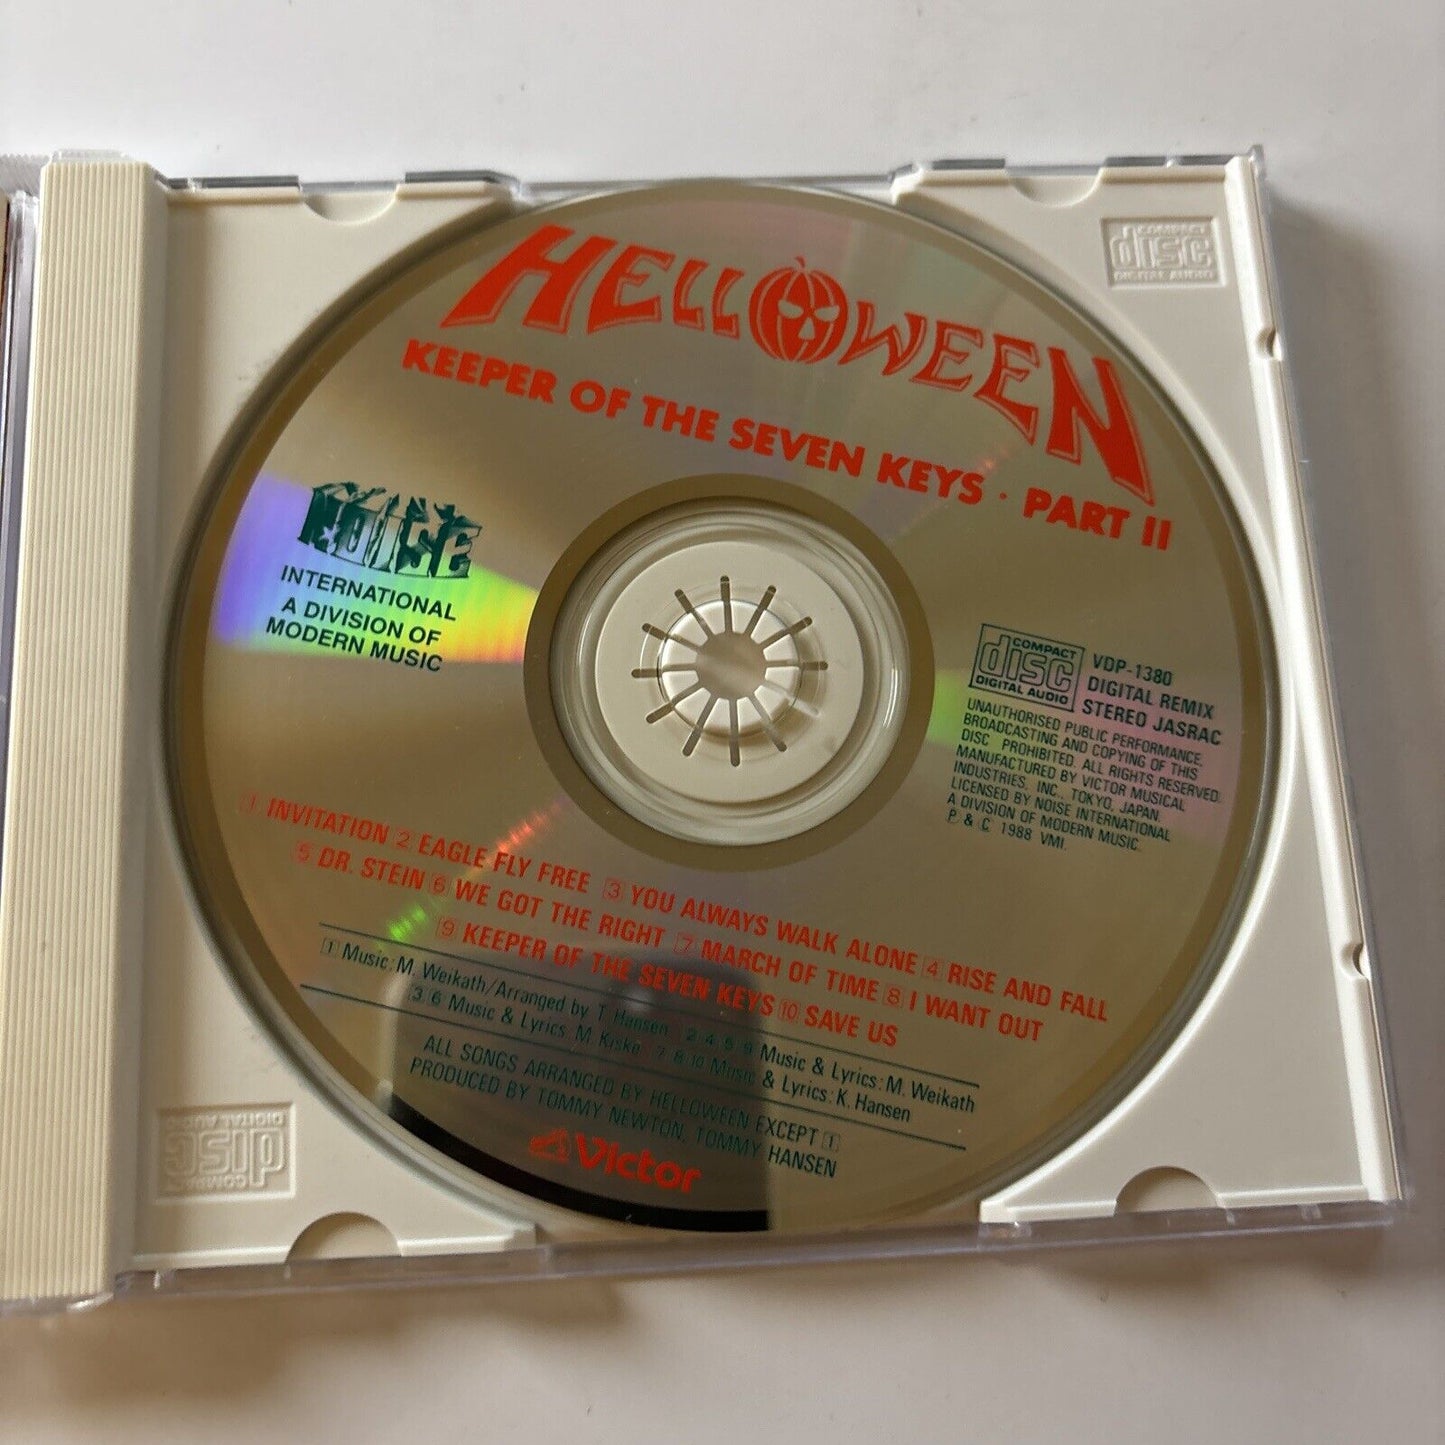 HELLOWEEN
KEEPER OF THE SEVEN KEYS · PART II
NOISE
INTERNATIONAL
A DIVISION OF
MODERN MUSIC
COMPACT
disc
DIGITAL AUDIO
VDP-1380
DIGITAL REMIX
STEREO JASRAC
UNAUTHORISED PUBLIC PERFORMANCE,
BROADCASTING AND COPYING OF THIS
DISC PROHIBITED. ALL RIGHTS RESERVED.
MANUFACTURED BY VICTOR MUSICAL
INDUSTRIES, INC., TOKYO, JAPAN.
LICENSED BY NOISE INTERNATIONAL
A DIVISION OF MODERN MUSIC.
Ⓟ & Ⓒ 1988 VMI.
1 INVITATION 2 EAGLE FLY FREE 3 YOU ALWAYS WALK ALONE 4 RISE AND FALL
5 DR. STEIN 6 WE GOT THE RIGHT 7 MARCH OF TIME 8 I WANT OUT
9 KEEPER OF THE SEVEN KEYS 10 SAVE US
1 Music: M. Weikath/Arranged by T. Hansen 2·4·5·9 Music & Lyrics: M. Weikath
3·6 Music & Lyrics: M. Kiske 7·8·10 Music & Lyrics: K. Hansen
ALL SONGS ARRANGED BY HELLOWEEN EXCEPT 1
PRODUCED BY TOMMY NEWTON, TOMMY HANSEN
Victor
COMPACT
disc
DIGITAL AUDIO
COMPACT
disc
DIGITAL AUDIO